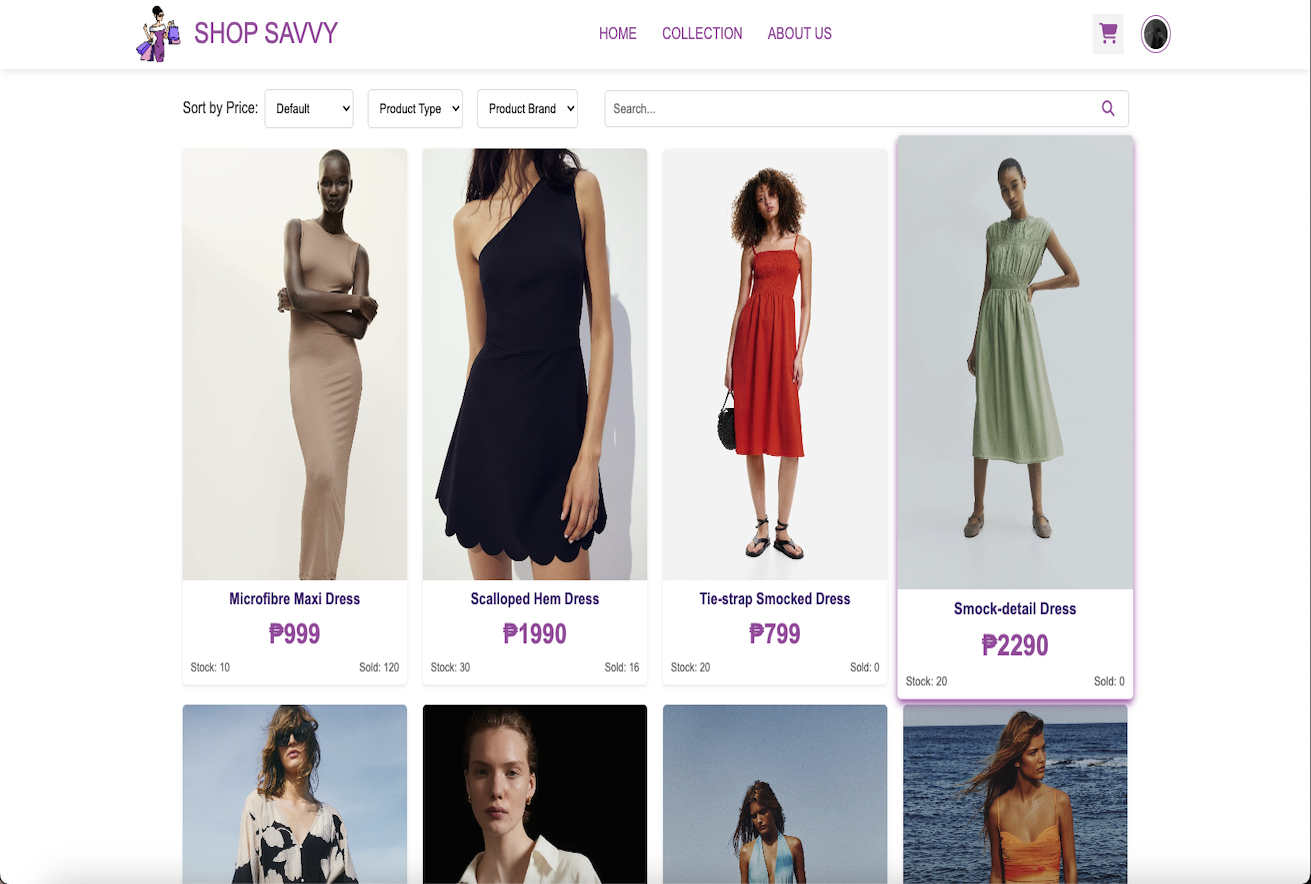 SHOP SAVVY
HOME COLLECTION ABOUT US
Sort by Price: Default Product Type Product Brand Search...
Microfibre Maxi Dress
₱999
Stock: 10 Sold: 120
Scalloped Hem Dress
₱1990
Stock: 30 Sold: 16
Tie-strap Smocked Dress
₱799
Stock: 20 Sold: 0
Smock-detail Dress
₱2290
Stock: 20 Sold: 0